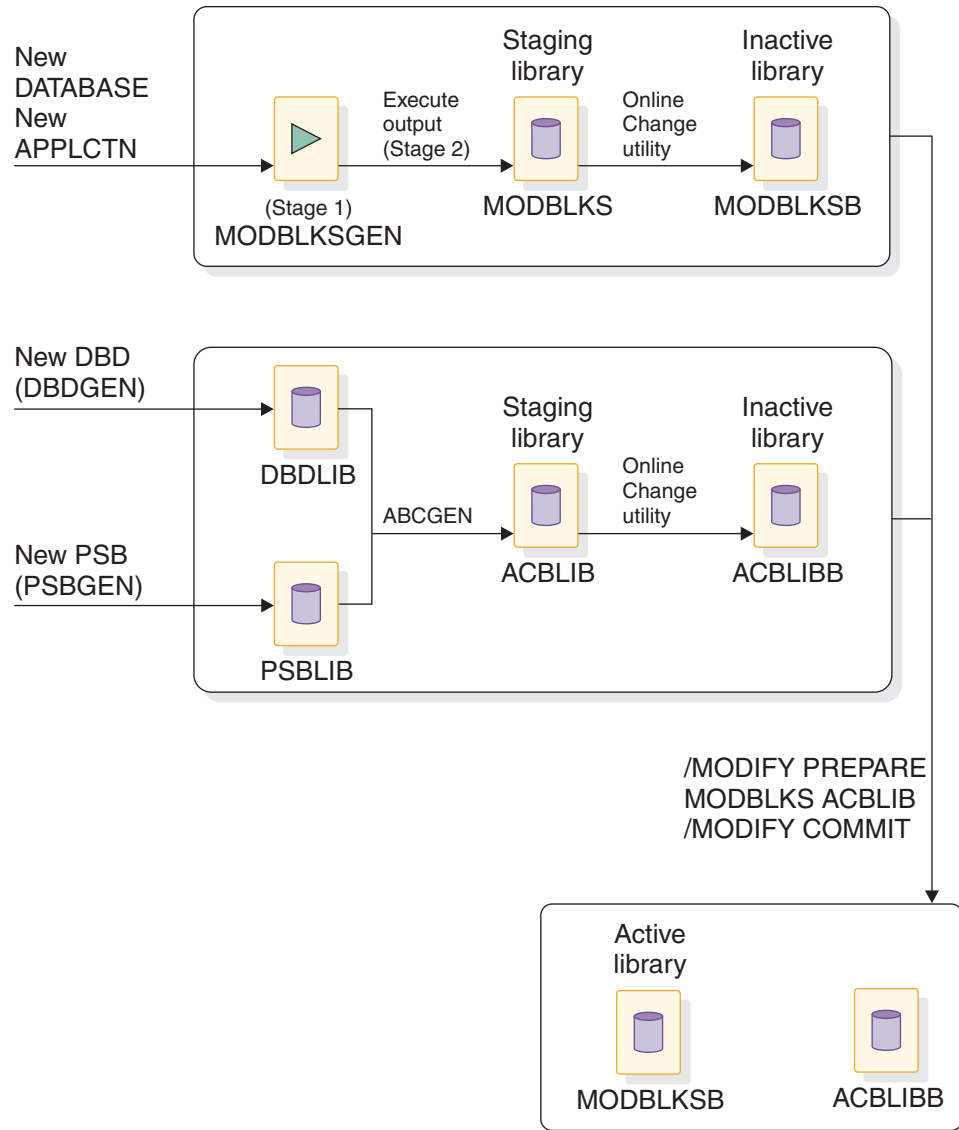 New
DATABASE
New
APPLCTN
Execute
output
(Stage 2)
Staging
library
Online
Change
utility
Inactive
library
(Stage 1)
MODBLKSGEN
MODBLKS
MODBLKSB
New DBD
(DBDGEN)
DBDLIB
New PSB
(PSBGEN)
PSBLIB
ABCGEN
Staging
library
ACBLIB
Online
Change
utility
Inactive
library
ACBLIBB
/MODIFY PREPARE
MODBLKS ACBLIB
/MODIFY COMMIT
Active
library
MODBLKSB
ACBLIBB